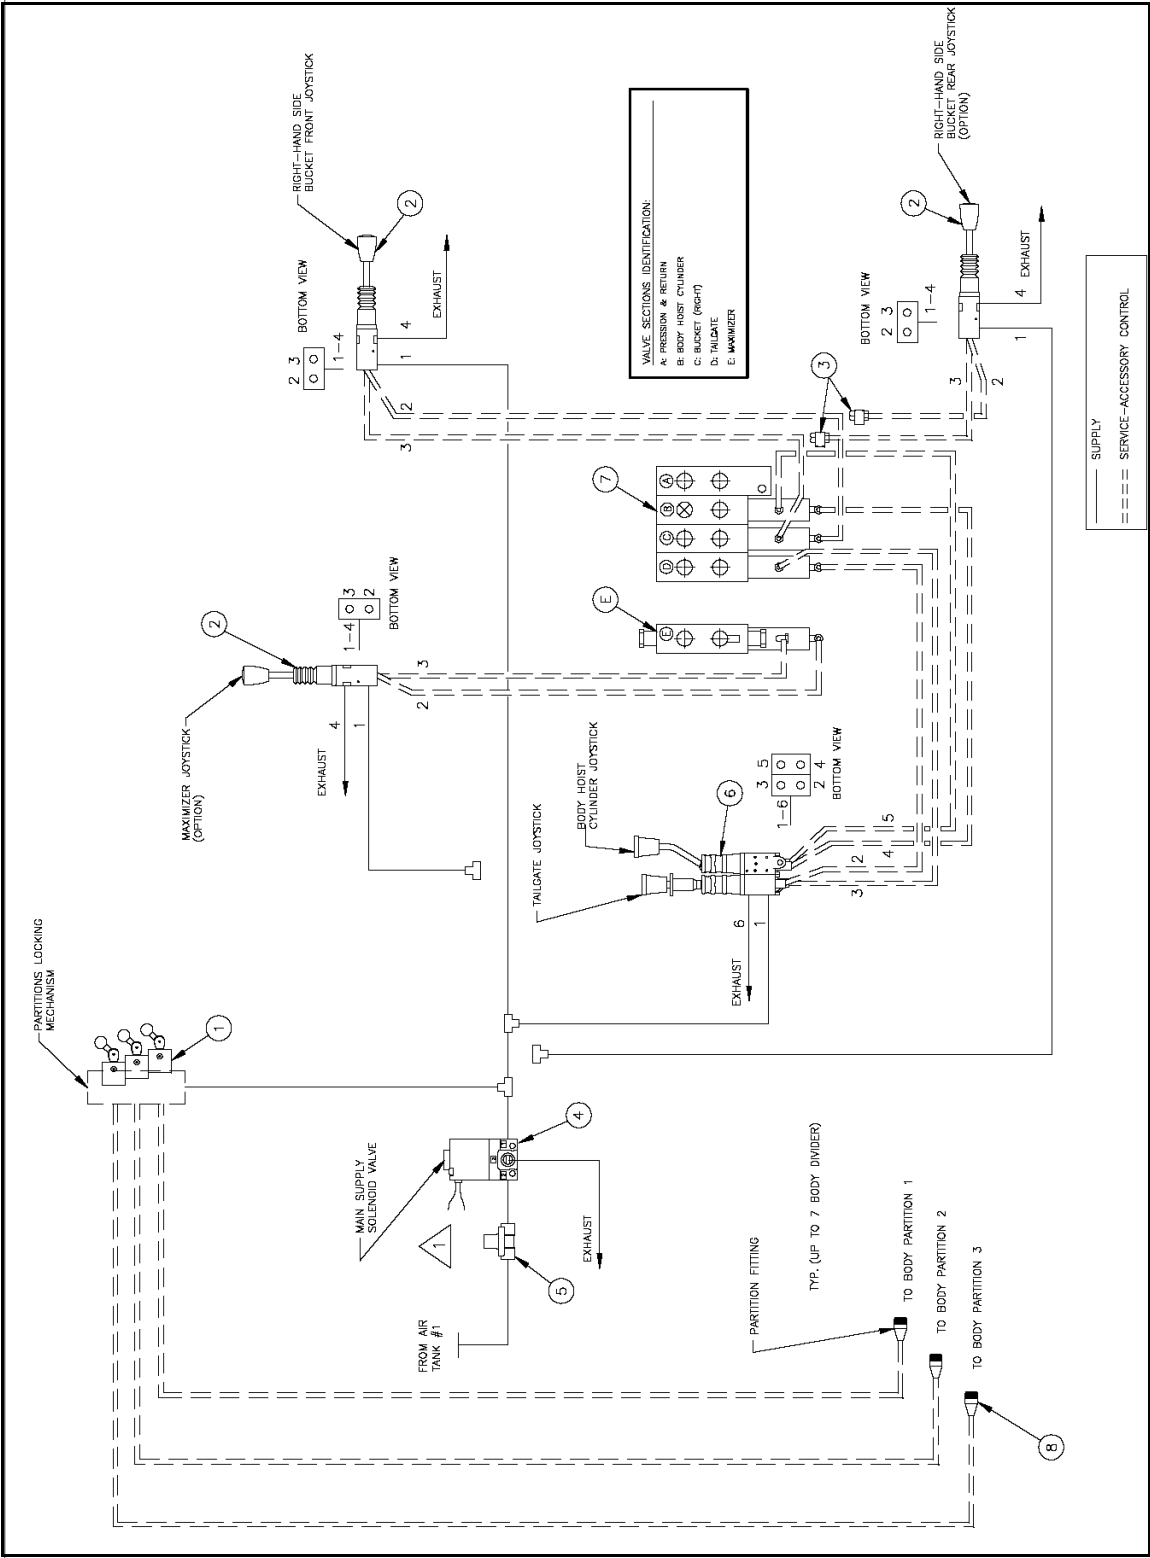 PARTITIONS LOCKING
MECHANISM
1
MAXIMIZER JOYSTICK
(OPTION)
2
EXHAUST
4
1
3
2
1-4
3
2
BOTTOM VIEW
RIGHT-HAND SIDE
BUCKET FRONT JOYSTICK
2
BOTTOM VIEW
2 3
1-4
4
1
EXHAUST
2
3
MAIN SUPPLY
SOLENOID VALVE
1
4
5
FROM AIR
TANK #1
EXHAUST
TAILGATE JOYSTICK
BODY HOIST
CYLINDER JOYSTICK
6
3 5
1-6
2 4
BOTTOM VIEW
EXHAUST
6
1
5
4
2
3
E
E
7
D
C
B
A
3
VALVE SECTIONS IDENTIFICATION:
A: PRESSION & RETURN
B: BODY HOIST CYLINDER
C: BUCKET (RIGHT)
D: TAILGATE
E: MAXIMIZER
RIGHT-HAND SIDE
BUCKET REAR JOYSTICK
(OPTION)
2
BOTTOM VIEW
2 3
1-4
4
1
EXHAUST
3
2
PARTITION FITTING
TYP. (UP TO 7 BODY DIVIDER)
TO BODY PARTITION 1
TO BODY PARTITION 2
TO BODY PARTITION 3
8
SUPPLY
SERVICE-ACCESSORY CONTROL